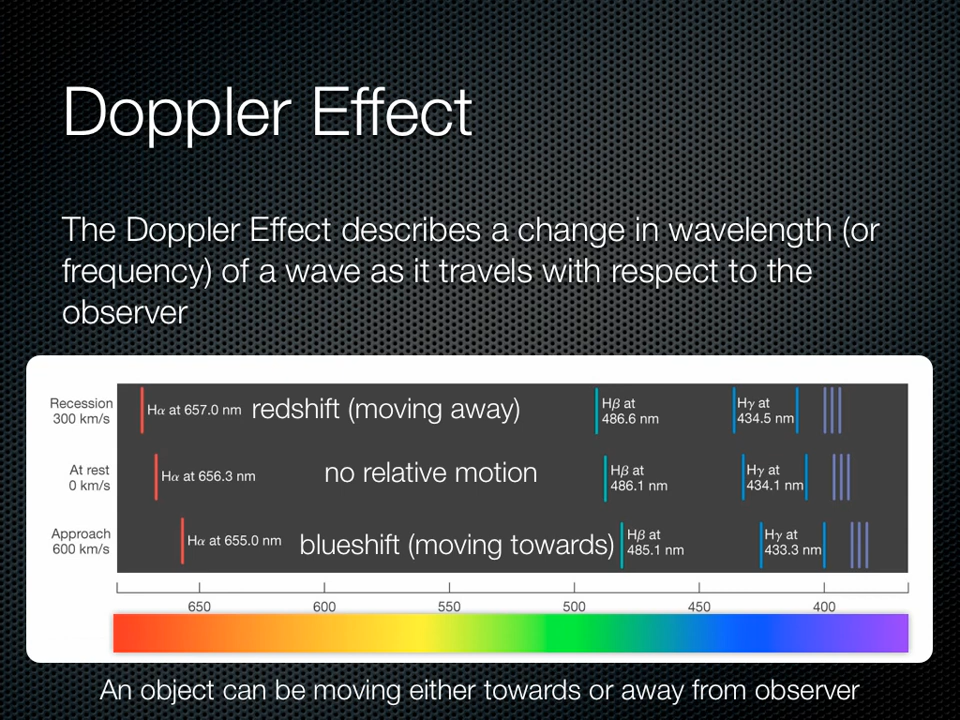 Doppler Effect
The Doppler Effect describes a change in wavelength (or
frequency) of a wave as it travels with respect to the
observer
Recession
300 km/s
Hα at 657.0 nm
redshift (moving away)
Hβ at
486.6 nm
Hγ at
434.5 nm
At rest
0 km/s
Hα at 656.3 nm
no relative motion
Hβ at
486.1 nm
Hγ at
434.1 nm
Approach
600 km/s
Hα at 655.0 nm
blueshift (moving towards)
Hβ at
485.1 nm
Hγ at
433.3 nm
650 600 550 500 450 400
An object can be moving either towards or away from observer